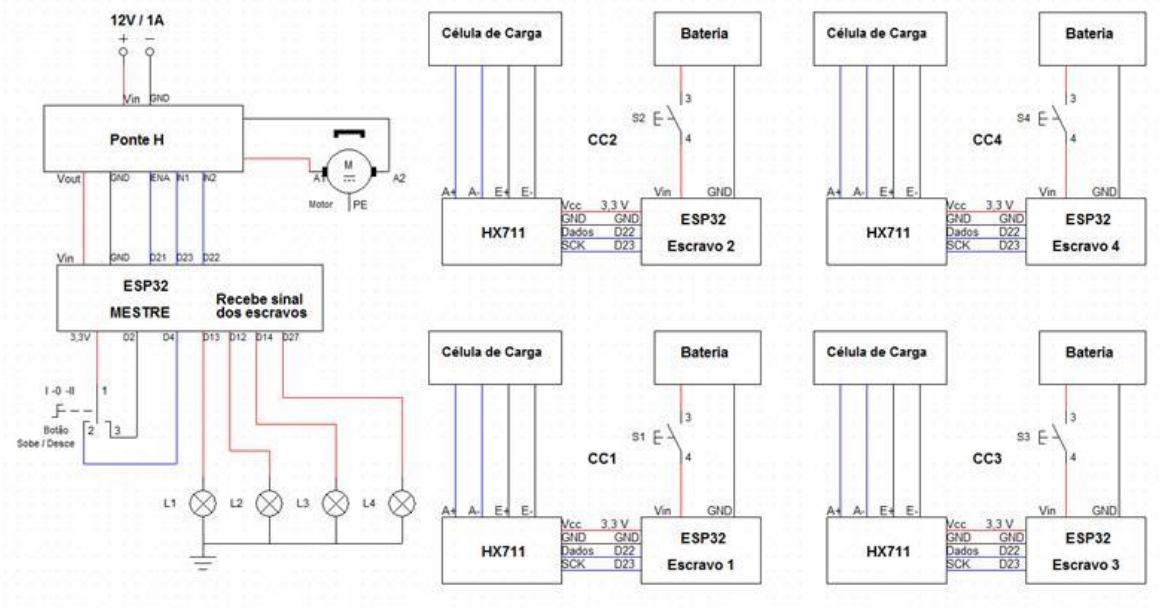 12V / 1A
+ −
Vin GND
Ponte H
Vout GND ENA IN1 IN2
M
A1 A2
Motor PE
Vin GND D21 D23 D22
ESP32
MESTRE
Recebe sinal
dos escravos
3,3V D2 D4 D13 D12 D14 D27
I -0 -II
1
Botão
Sobe / Desce
2 3
L1 L2 L3 L4
Célula de Carga
Bateria
3
S2
4
CC2
A+ A- E+ E-
Vin GND
HX711
Vcc 3,3 V
GND GND
Dados D22
SCK D23
ESP32
Escravo 2
Célula de Carga
Bateria
3
S4
4
CC4
A+ A- E+ E-
Vin GND
HX711
Vcc 3,3 V
GND GND
Dados D22
SCK D23
ESP32
Escravo 4
Célula de Carga
Bateria
3
S1
4
CC1
A+ A- E+ E-
Vin GND
HX711
Vcc 3,3 V
GND GND
Dados D22
SCK D23
ESP32
Escravo 1
Célula de Carga
Bateria
3
S3
4
CC3
A+ A- E+ E-
Vin GND
HX711
Vcc 3,3 V
GND GND
Dados D22
SCK D23
ESP32
Escravo 3